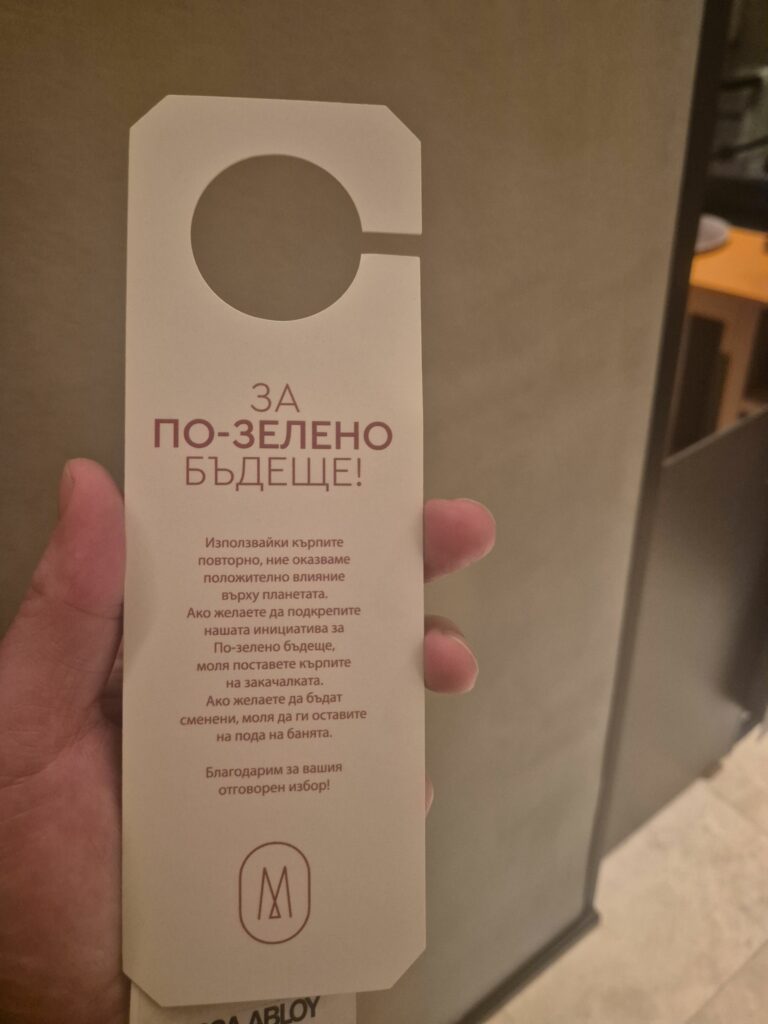 ЗА
ПО-ЗЕЛЕНО
БЪДЕЩЕ!
Използвайки кърпите
повторно, ние оказваме
положително влияние
върху планетата.
Ако желаете да подкрепите
нашата инициатива за
По-зелено бъдеще,
моля поставете кърпите
на закачалката.
Ако желаете да бъдат
сменени, моля да ги оставите
на пода на банята.
Благодарим за вашия
отговорен избор!
M
ABLOY